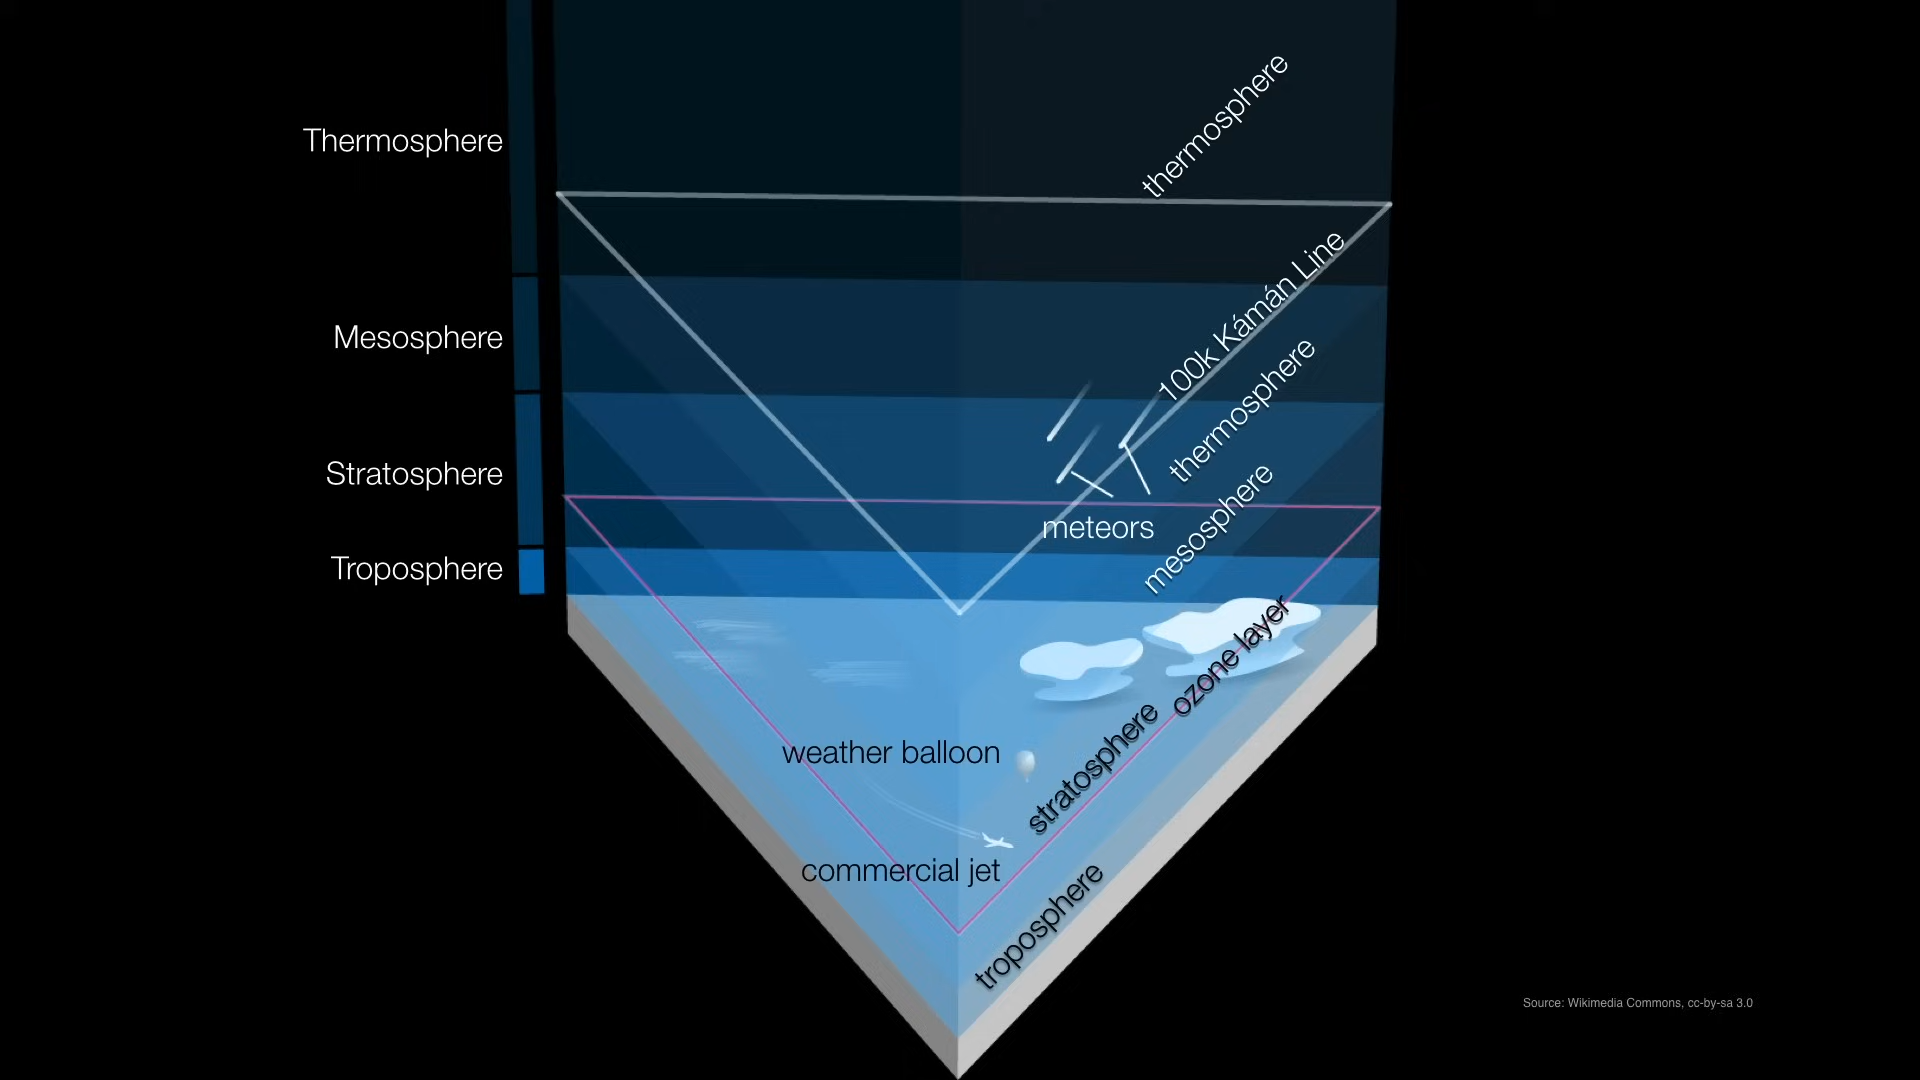 thermosphere
Thermosphere
100k Kámán Line
Mesosphere
thermosphere
Stratosphere
mesosphere
meteors
Troposphere
ozone layer
weather balloon
stratosphere
commercial jet
troposphere
Source: Wikimedia Commons, cc-by-sa 3.0